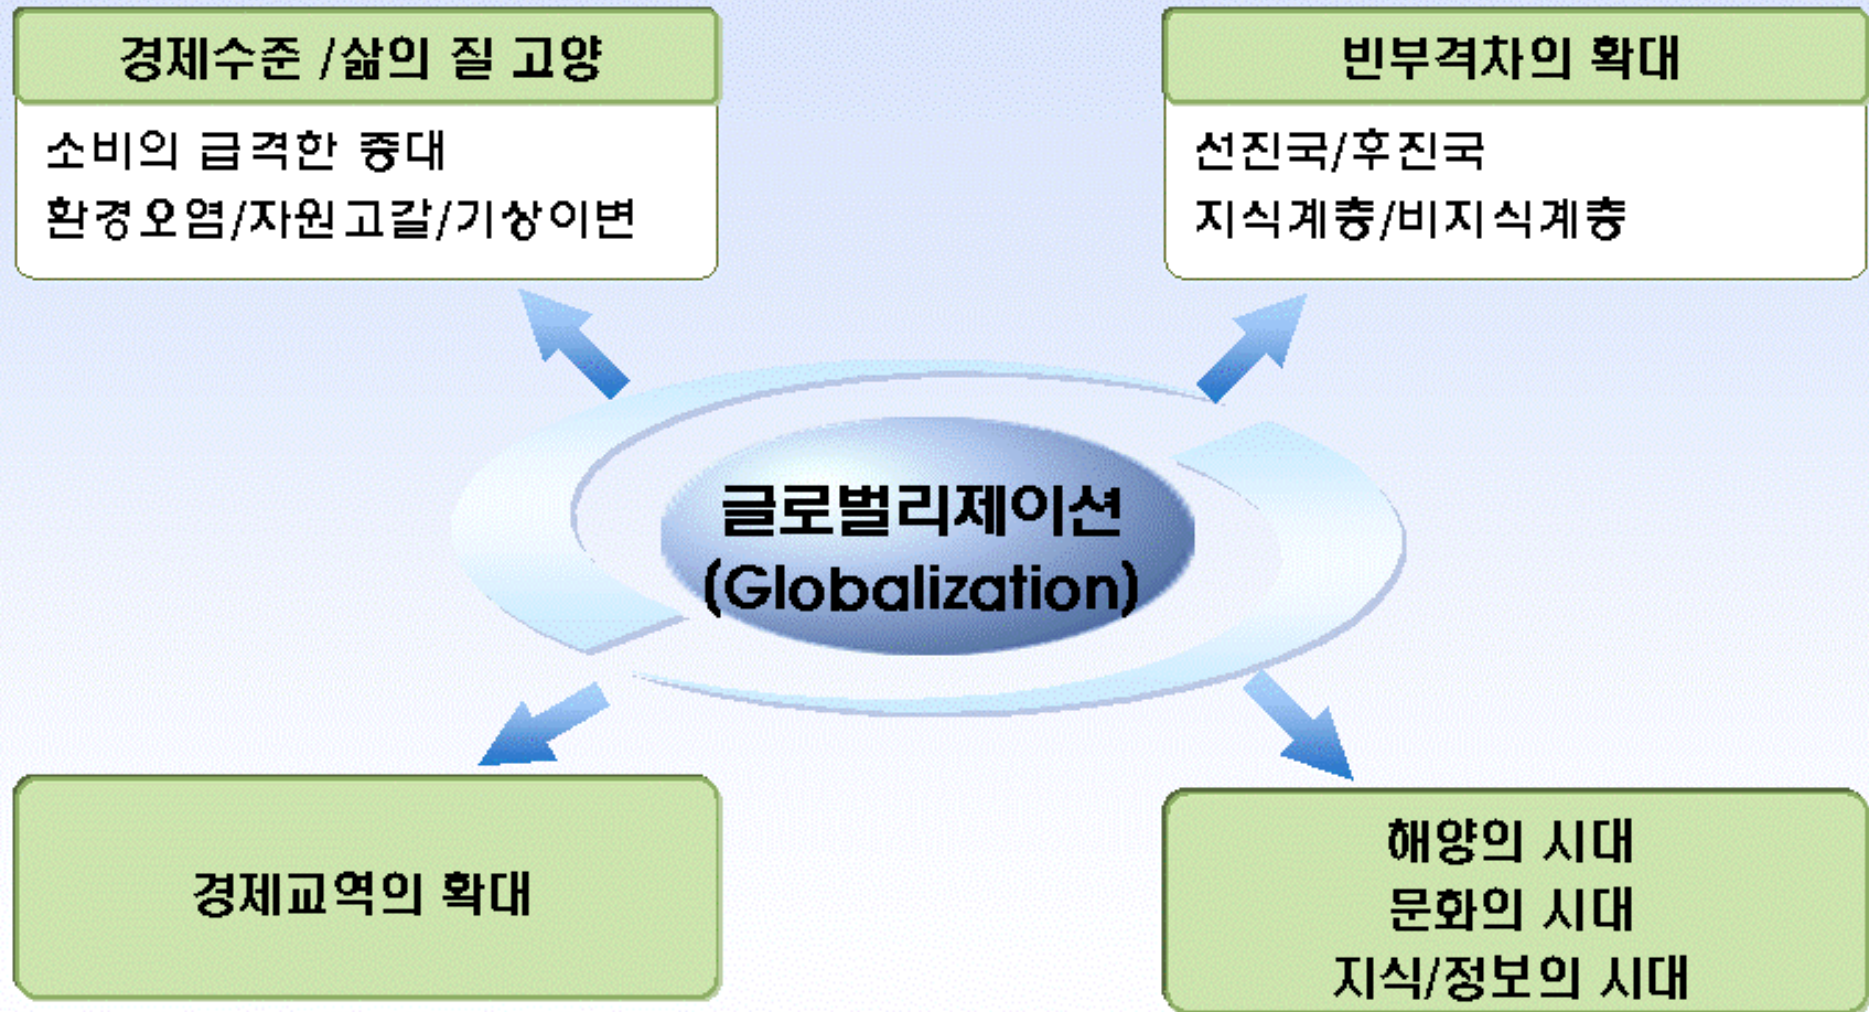 경제수준 /삶의 질 고양
소비의 급격한 증대
환경오염/자원고갈/기상이변
빈부격차의 확대
선진국/후진국
지식계층/비지식계층
글로벌리제이션
(Globalization)
경제교역의 확대
해양의 시대
문화의 시대
지식/정보의 시대